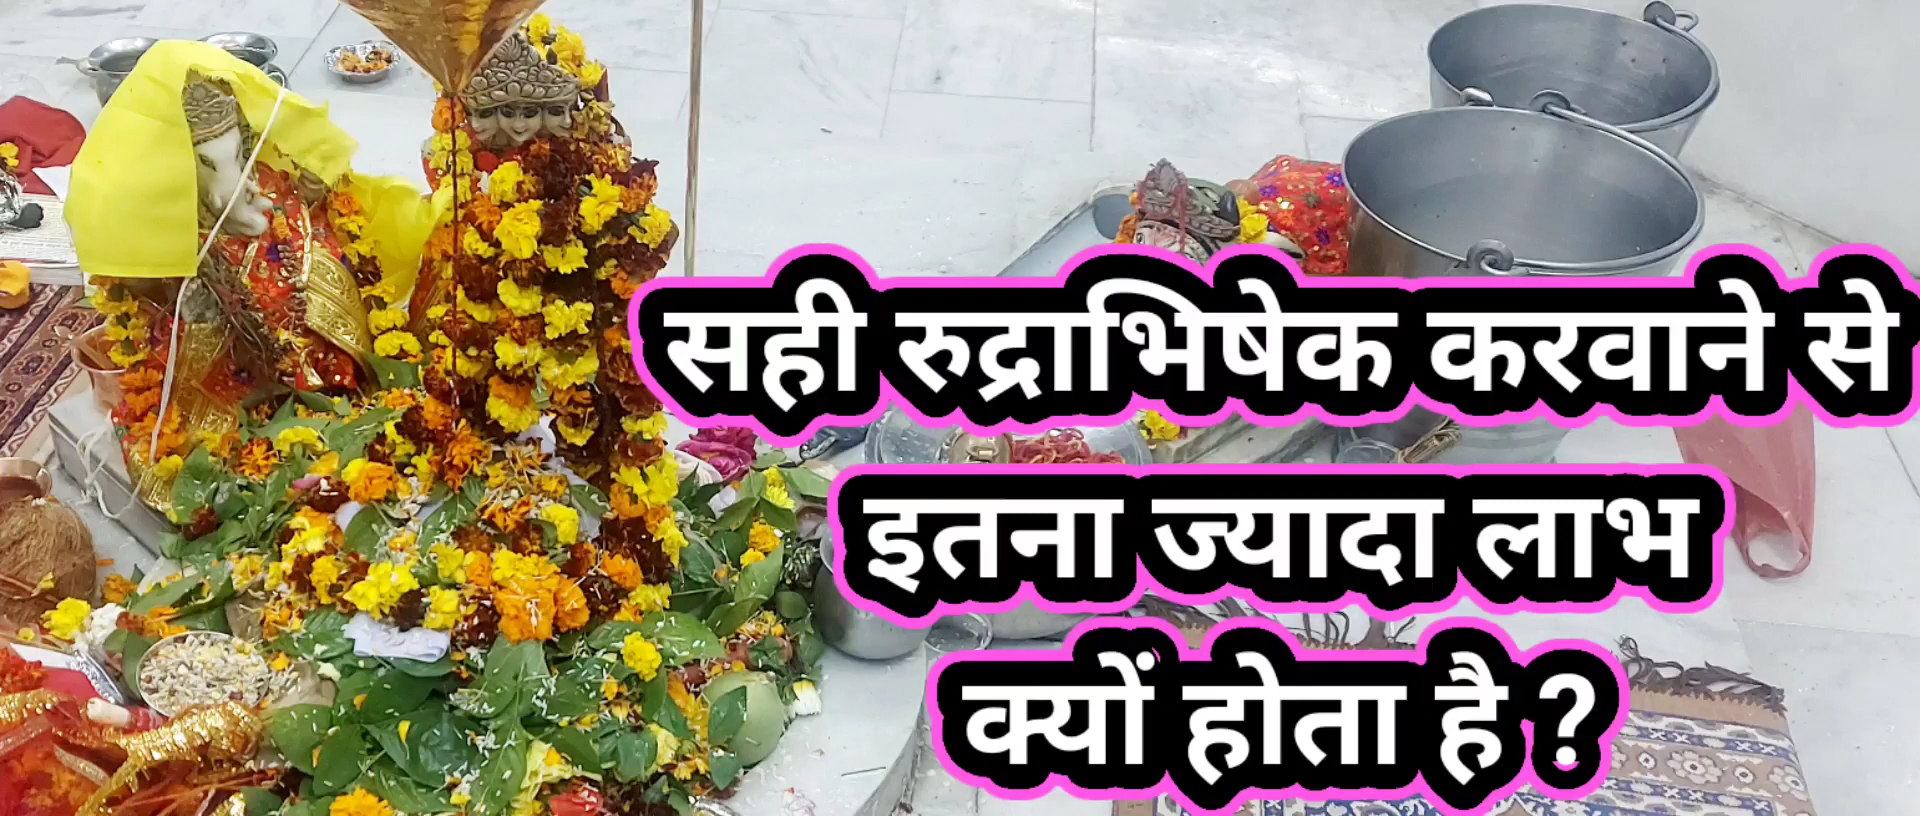 सही रुद्राभिषेक करवाने से
इतना ज्यादा लाभ
क्यों होता है ?